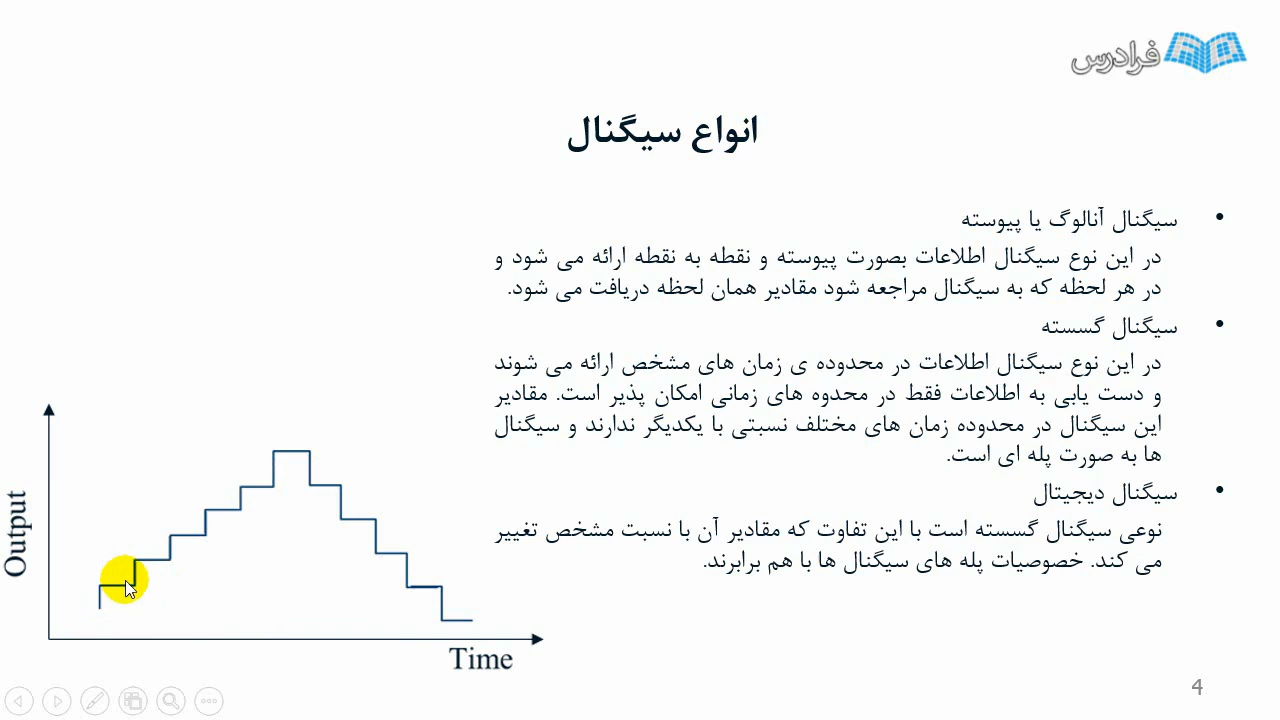 فرادرس
انواع سیگنال
• سیگنال آنالوگ یا پیوسته
در این نوع سیگنال اطلاعات بصورت پیوسته و نقطه به نقطه ارائه می شود و
در هر لحظه که به سیگنال مراجعه شود مقادیر همان لحظه دریافت می شود.
• سیگنال گسسته
در این نوع سیگنال اطلاعات در محدوده ی زمان های مشخص ارائه می شوند
و دست یابی به اطلاعات فقط در محدوه های زمانی امکان پذیر است. مقادیر
این سیگنال در محدوده زمان های مختلف نسبتی با یکدیگر ندارند و سیگنال
ها به صورت پله ای است.
• سیگنال دیجیتال
نوعی سیگنال گسسته است با این تفاوت که مقادیر آن با نسبت مشخص تغییر
می کند. خصوصیات پله های سیگنال ها با هم برابرند.
Output
Time
4